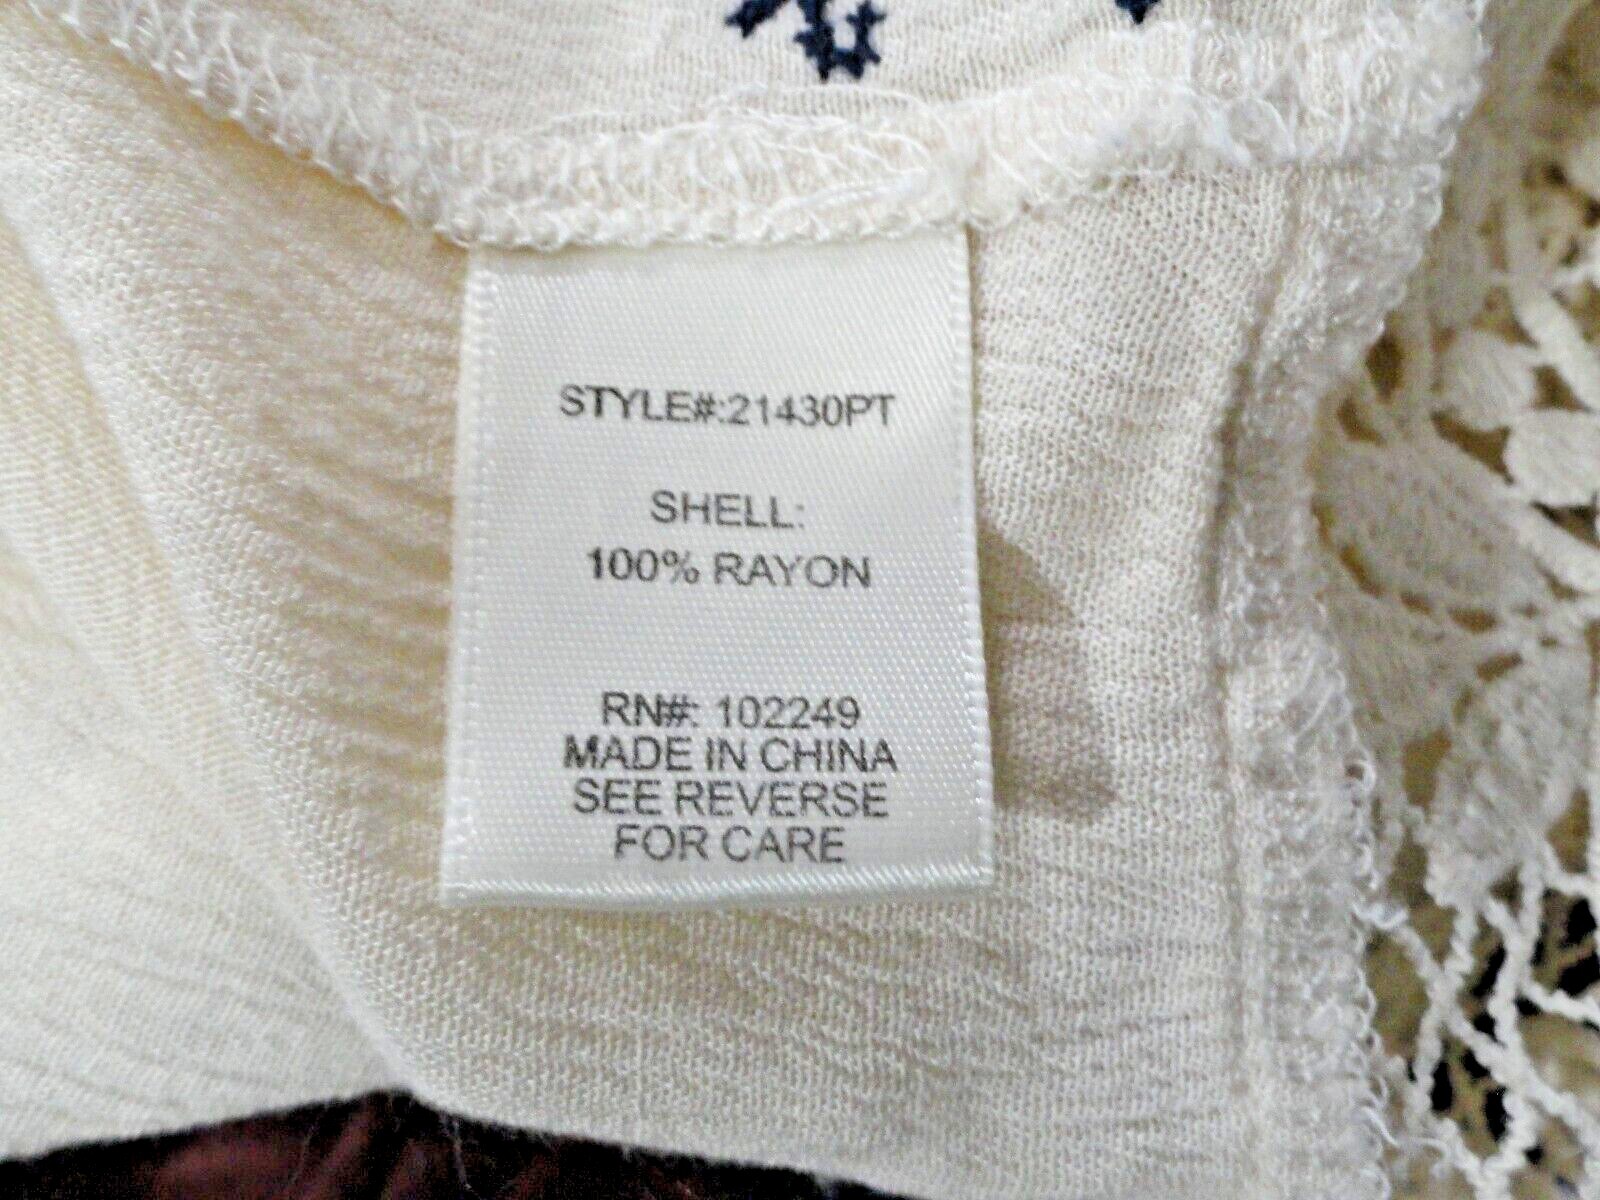 STYLE#:21430PT
SHELL:
100% RAYON
RN#: 102249
MADE IN CHINA
SEE REVERSE
FOR CARE